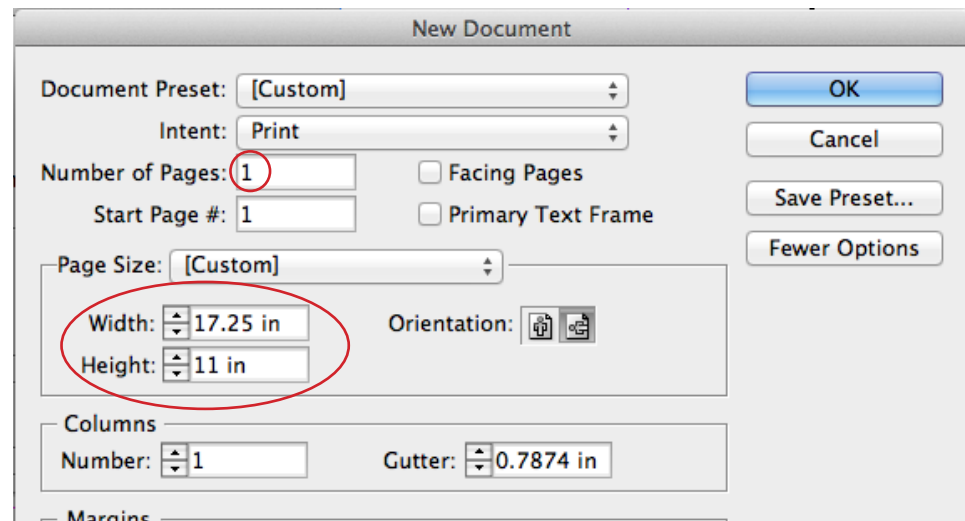 New Document
Document Preset: [Custom] OK
Intent: Print Cancel
Number of Pages: 1 Facing Pages
Save Preset...
Start Page #: 1 Primary Text Frame
Fewer Options
Page Size: [Custom]
Width: 17.25 in Orientation:
Height: 11 in
Columns
Number: 1 Gutter: 0.7874 in
Margins